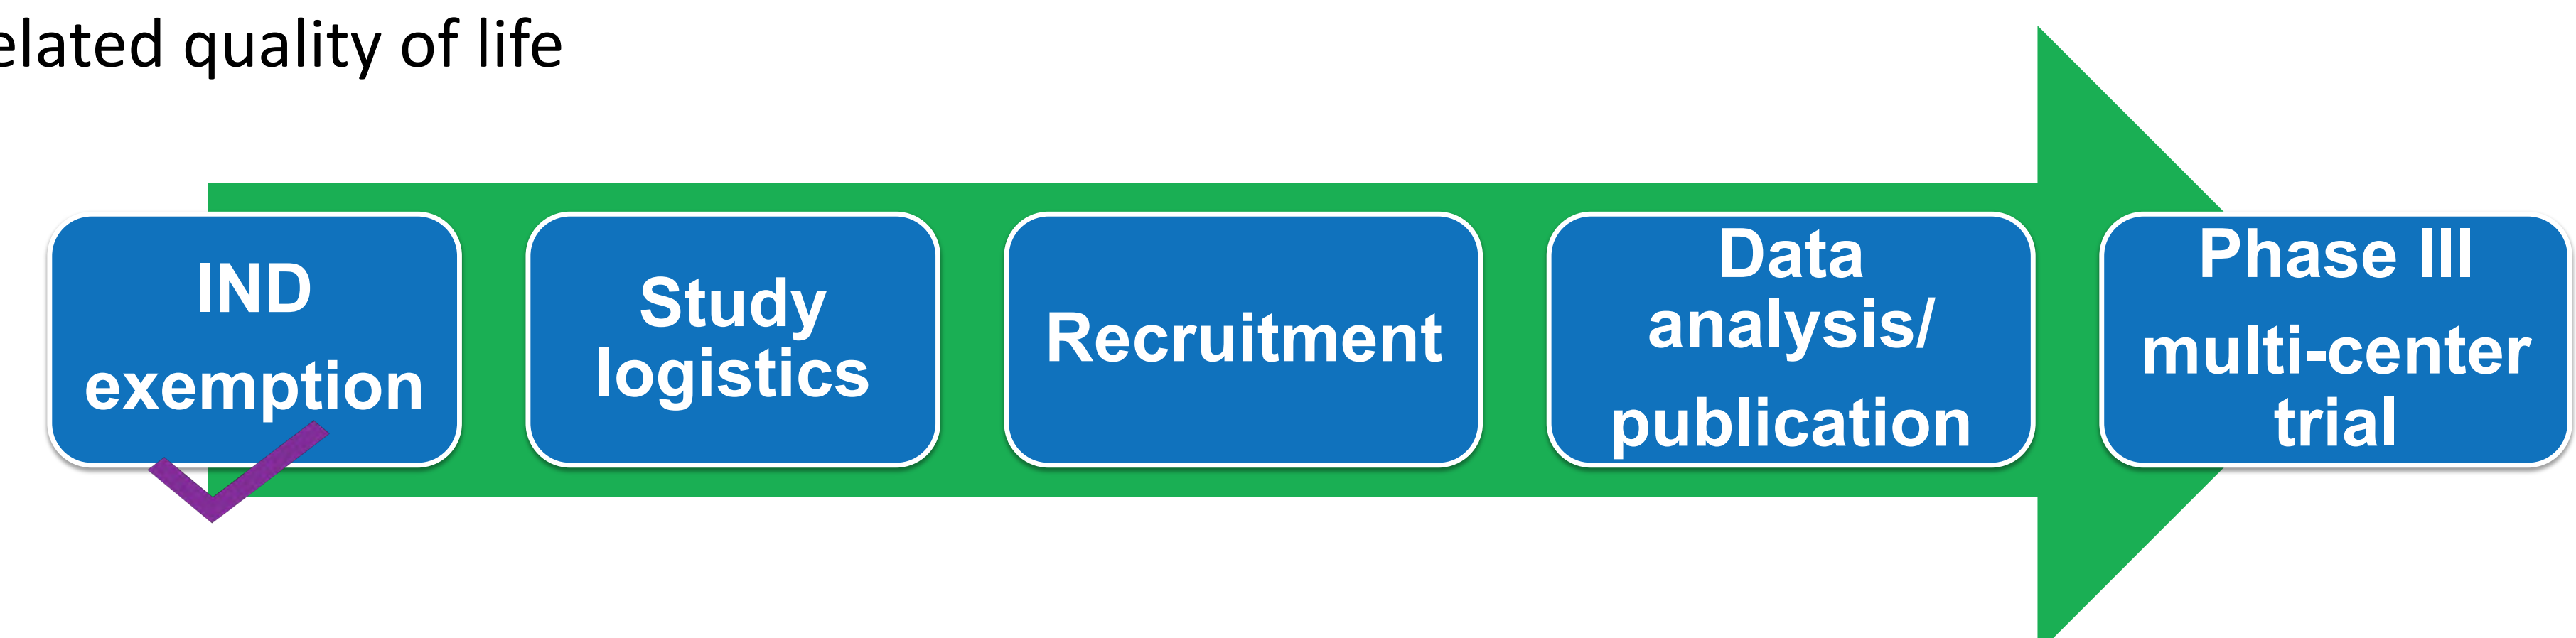 elated quality of life
IND
exemption
Study
logistics
Recruitment
Data
analysis/
publication
Phase III
multi-center
trial